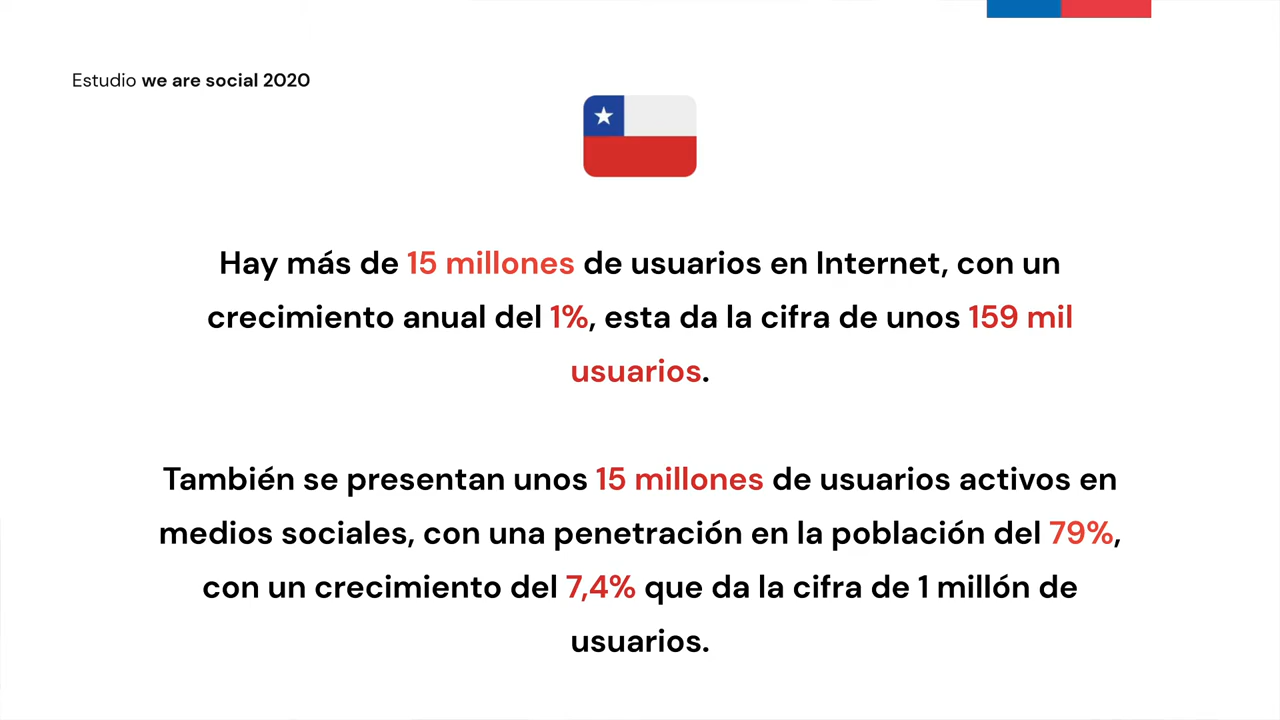 Estudio we are social 2020
Hay más de 15 millones de usuarios en Internet, con un
crecimiento anual del 1%, esta da la cifra de unos 159 mil
usuarios.
También se presentan unos 15 millones de usuarios activos en
medios sociales, con una penetración en la población del 79%,
con un crecimiento del 7,4% que da la cifra de 1 millón de
usuarios.